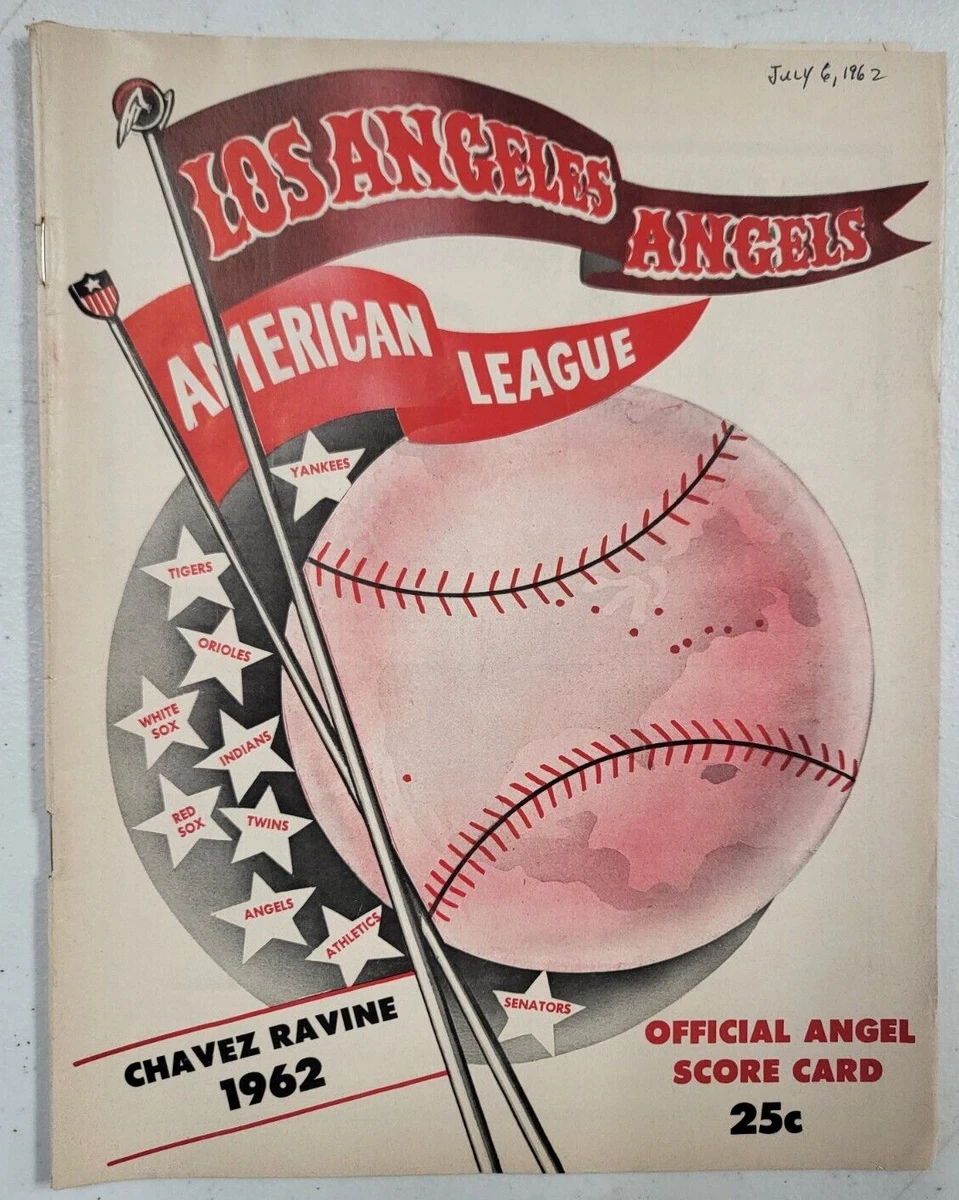 July 6, 1962
LOS ANGELES
ANGELS
AMERICAN
LEAGUE
YANKEES
TIGERS
ORIOLES
WHITE
SOX
INDIANS
RED
SOX
TWINS
ANGELS
ATHLETICS
SENATORS
CHAVEZ RAVINE
1962
OFFICIAL ANGEL
SCORE CARD
25c